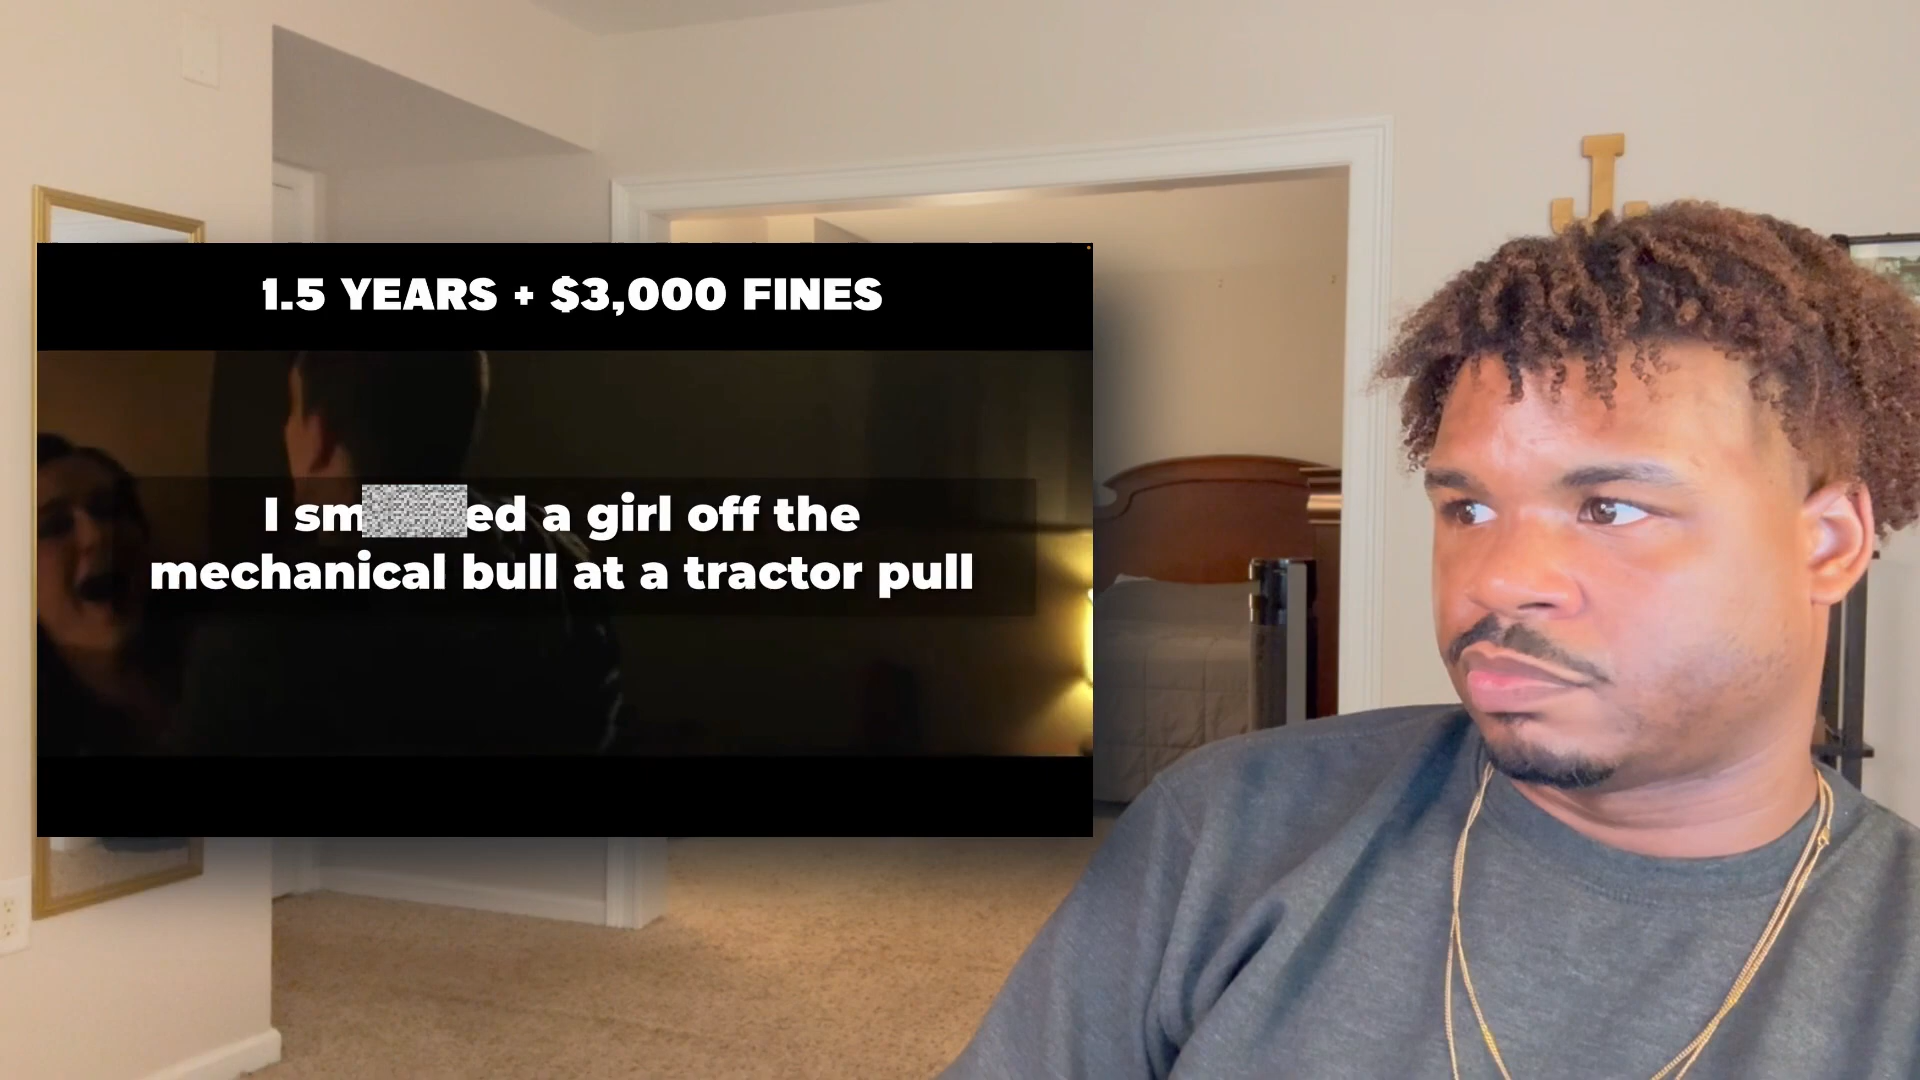 1.5 YEARS + $3,000 FINES
I a girl off the
mechanical bull at a tractor pull
J